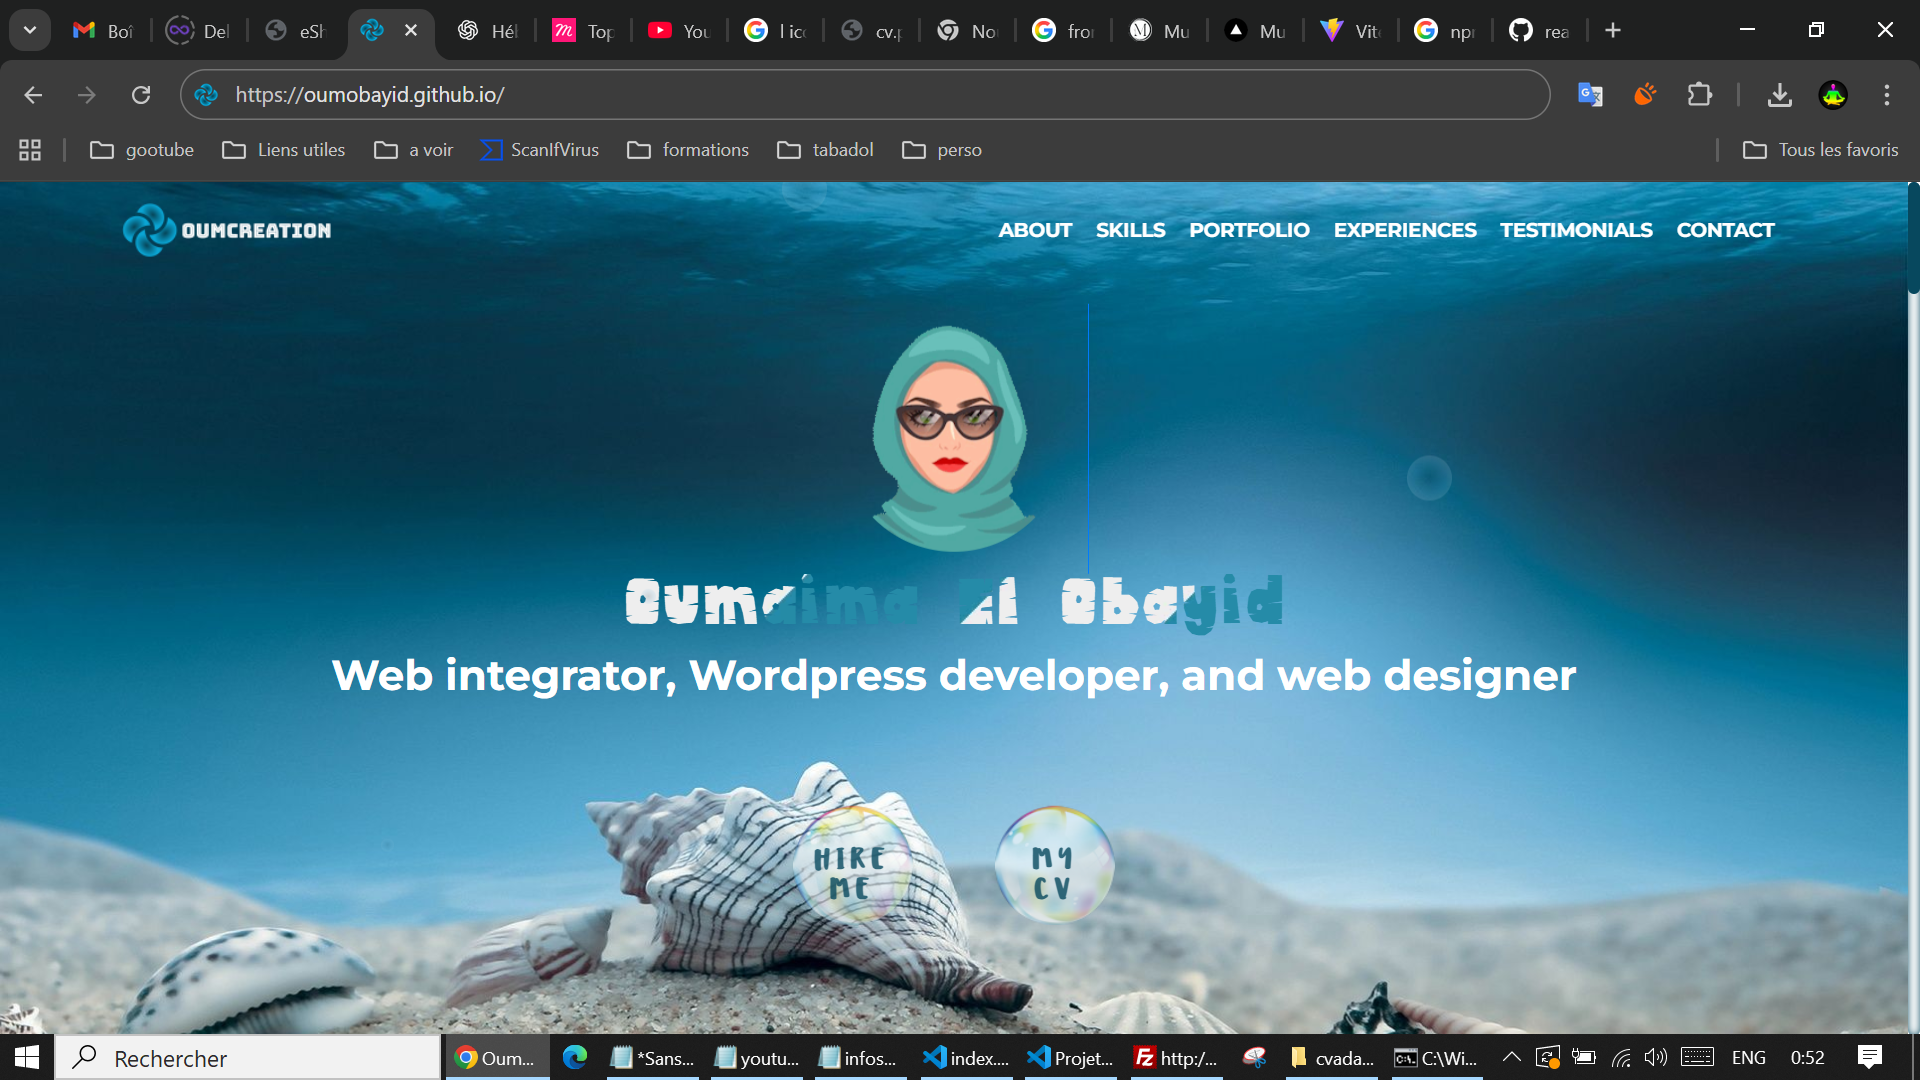 Boî
Del
eSh
Hél
Top
You
l ico
cv.p
Nou
fron
Mu
Mu
Vite
npr
rea
https://oumobayid.github.io/
gootube
Liens utiles
a voir
ScanIfVirus
formations
tabadol
perso
Tous les favoris
OUMCREATION
ABOUT SKILLS PORTFOLIO EXPERIENCES TESTIMONIALS CONTACT
Oumaima El Obayid
Web integrator, Wordpress developer, and web designer
HIRE
ME
MY
CV
Rechercher
Oum...
*Sans...
youtu...
infos...
index....
Projet...
http:/...
cvada...
C:\Wi...
ENG
0:52